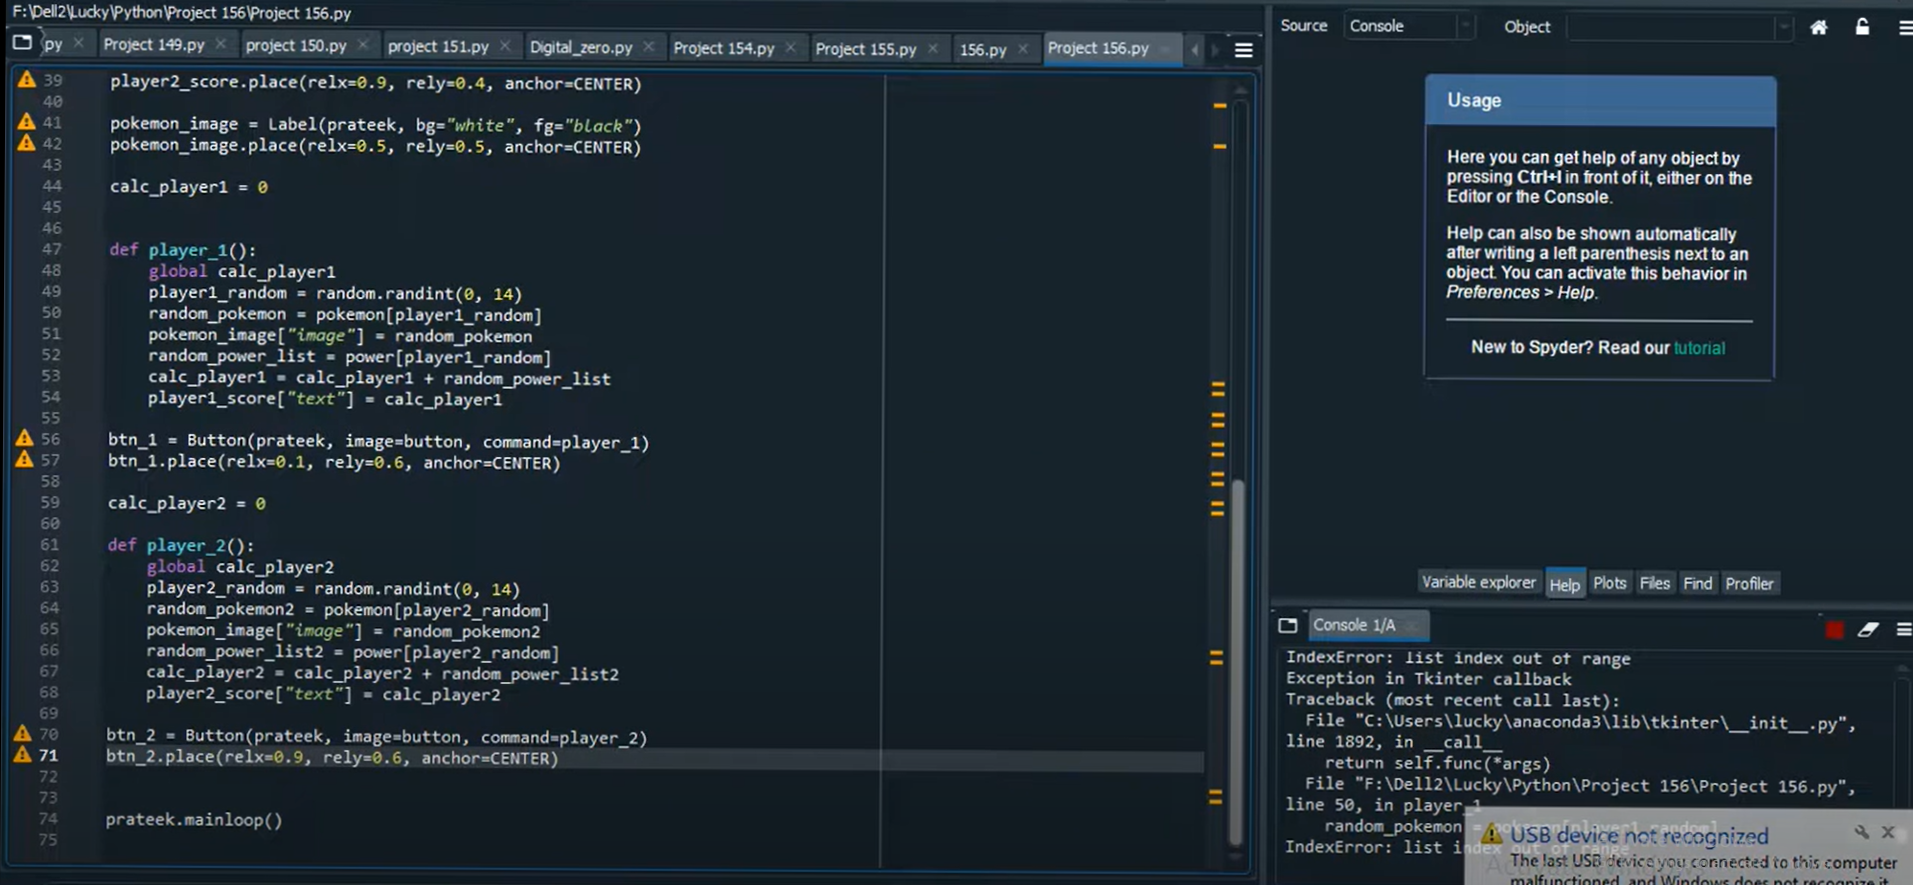 F:\Dell2\Lucky\Python\Project 156\Project 156.py
py
Project 149.py
project 150.py
project 151.py
Digital_zero.py
Project 154.py
Project 155.py
156.py
Project 156.py
39 player2_score.place(relx=0.9, rely=0.4, anchor=CENTER)
40
41 pokemon_image = Label(prateek, bg="white", fg="black")
42 pokemon_image.place(relx=0.5, rely=0.5, anchor=CENTER)
43
44 calc_player1 = 0
45
46
47 def player_1():
48 global calc_player1
49 player1_random = random.randint(0, 14)
50 random_pokemon = pokemon[player1_random]
51 pokemon_image["image"] = random_pokemon
52 random_power_list = power[player1_random]
53 calc_player1 = calc_player1 + random_power_list
54 player1_score["text"] = calc_player1
55
56 btn_1 = Button(prateek, image=button, command=player_1)
57 btn_1.place(relx=0.1, rely=0.6, anchor=CENTER)
58
59 calc_player2 = 0
60
61 def player_2():
62 global calc_player2
63 player2_random = random.randint(0, 14)
64 random_pokemon2 = pokemon[player2_random]
65 pokemon_image["image"] = random_pokemon2
66 random_power_list2 = power[player2_random]
67 calc_player2 = calc_player2 + random_power_list2
68 player2_score["text"] = calc_player2
69
70 btn_2 = Button(prateek, image=button, command=player_2)
71 btn_2.place(relx=0.9, rely=0.6, anchor=CENTER)
72
73
74 prateek.mainloop()
75
Source Console Object
Usage
Here you can get help of any object by
pressing Ctrl+I in front of it, either on the
Editor or the Console.
Help can also be shown automatically
after writing a left parenthesis next to an
object. You can activate this behavior in
Preferences > Help.
New to Spyder? Read our tutorial
Variable explorer Help Plots Files Find Profiler
Console 1/A
IndexError: list index out of range
Exception in Tkinter callback
Traceback (most recent call last):
File "C:\Users\lucky\anaconda3\lib\tkinter\__init__.py",
line 1892, in __call__
return self.func(*args)
File "F:\Dell2\Lucky\Python\Project 156\Project 156.py",
line 50, in player_1
random_pokemon = pokemon[player1_random]
IndexError: list index out of range
USB device not recognized
The last USB device you connected to this computer
malfunctioned, and Windows does not recognize it.